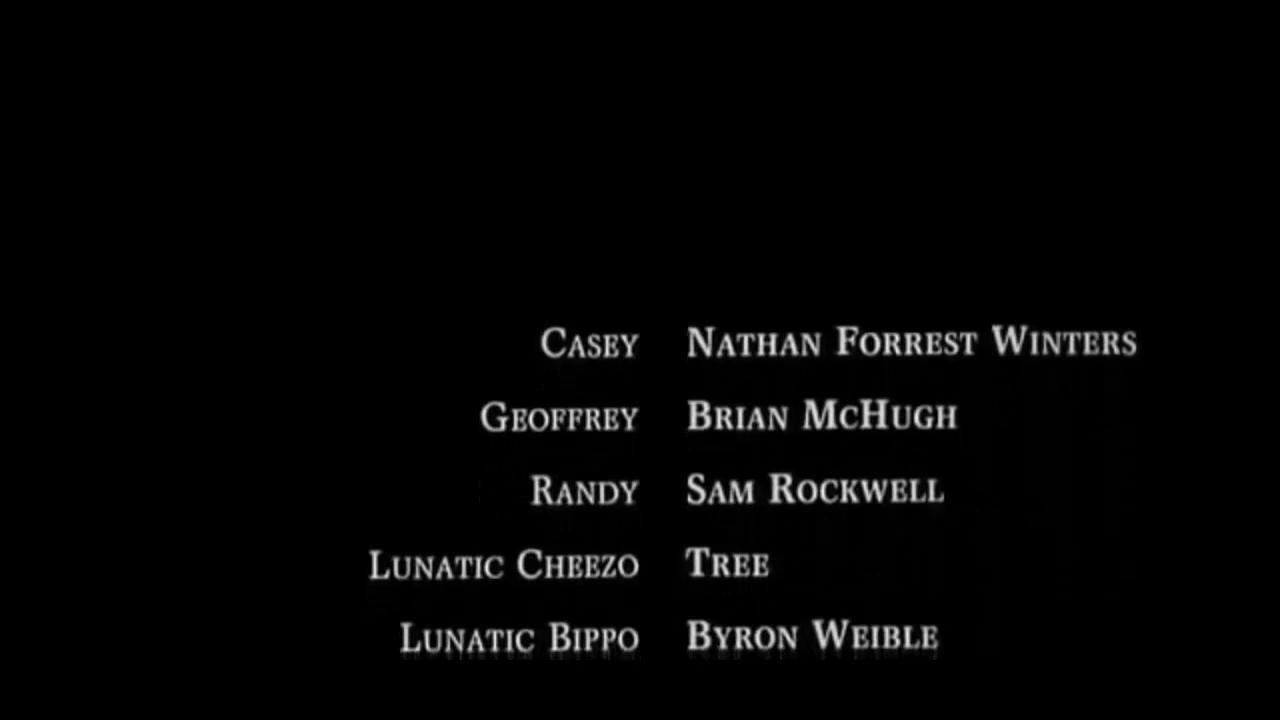 Casey Nathan Forrest Winters
Geoffrey Brian McHugh
Randy Sam Rockwell
Lunatic Cheezo Tree
Lunatic Bippo Byron Weible